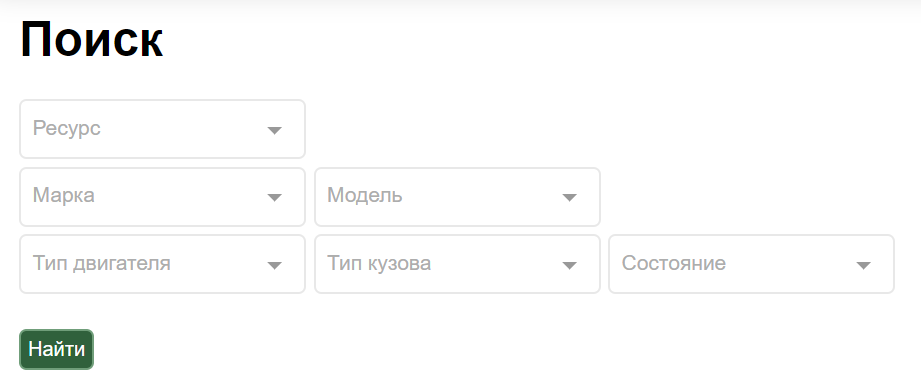 Поиск
Ресурс
Марка
Модель
Тип двигателя
Тип кузова
Состояние
Найти